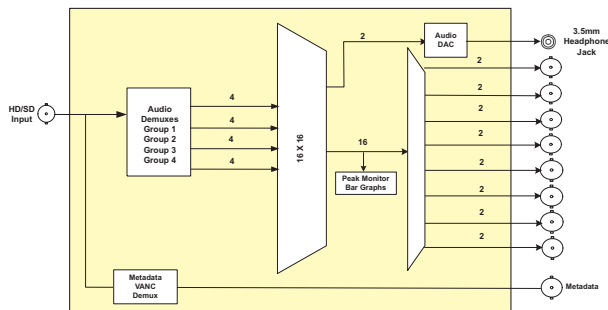 HD/SD
Input
Audio
Demuxes
Group 1
Group 2
Group 3
Group 4
4
4
4
4
16 X 16
2
Audio
DAC
3.5mm
Headphone
Jack
16
Peak Monitor
Bar Graphs
2
2
2
2
2
2
2
2
Metadata
VANC
Demux
Metadata